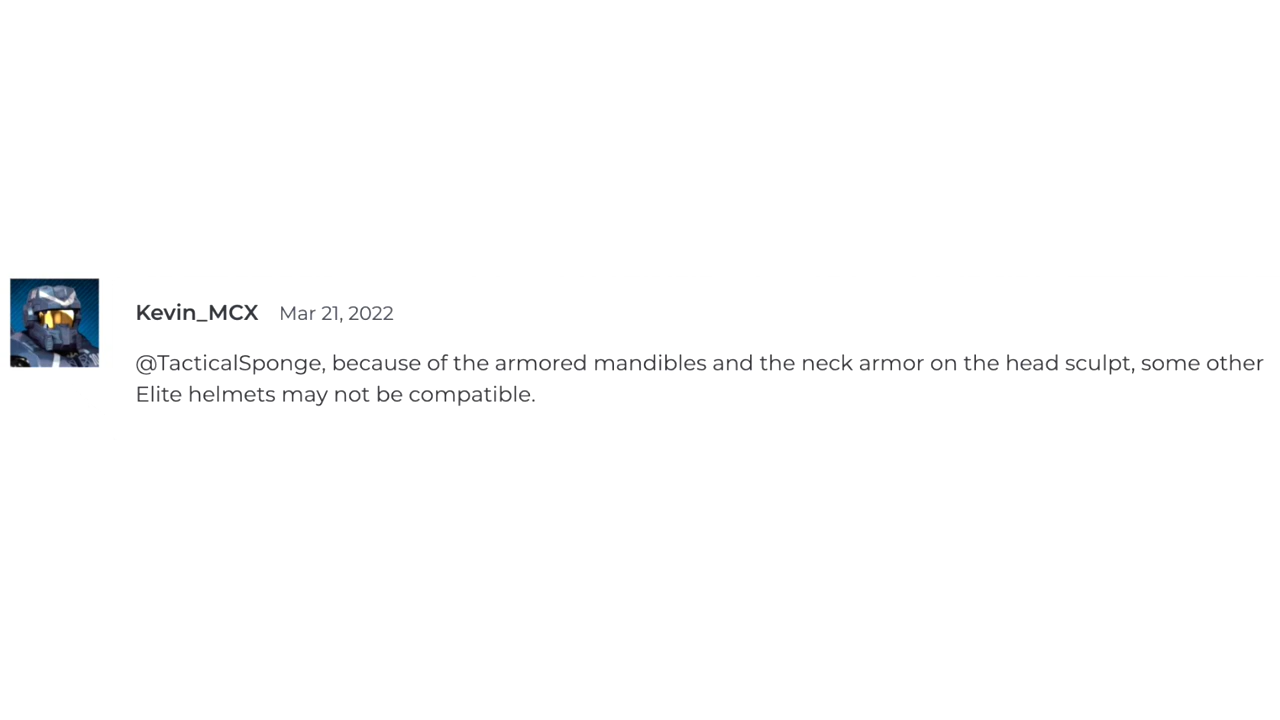 Kevin_MCX Mar 21, 2022
@TacticalSponge, because of the armored mandibles and the neck armor on the head sculpt, some other
Elite helmets may not be compatible.